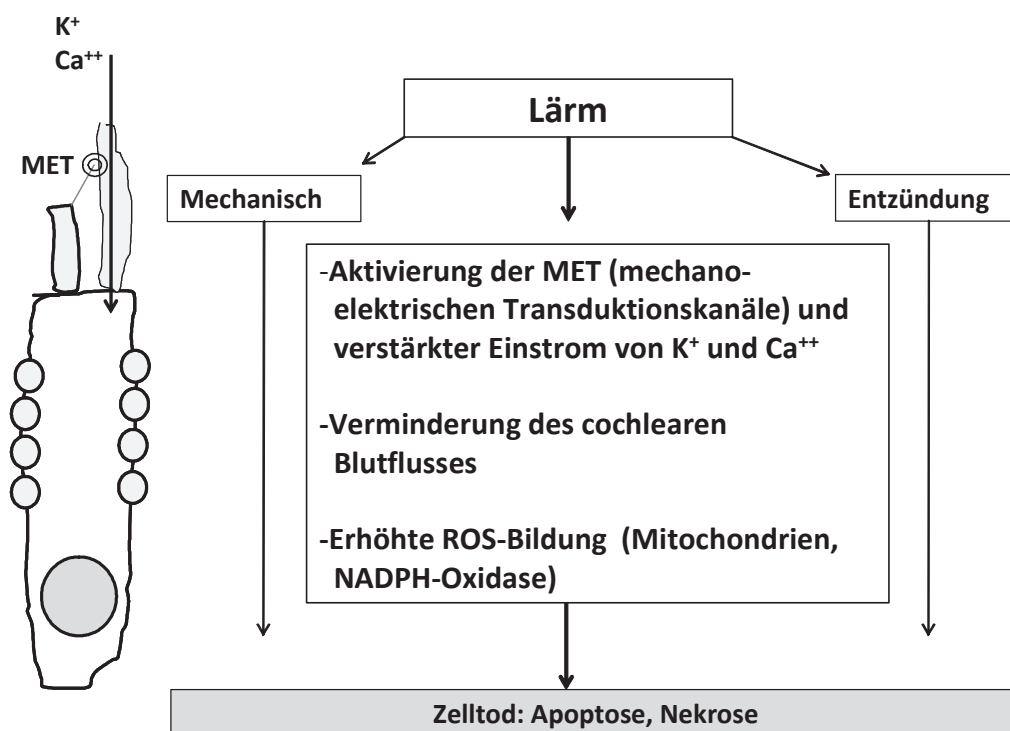 K⁺
Ca⁺⁺
MET
Lärm
Mechanisch
Entzündung
-Aktivierung der MET (mechano-
elektrischen Transduktionskanäle) und
verstärkter Einstrom von K⁺ und Ca⁺⁺
-Verminderung des cochlearen
Blutflusses
-Erhöhte ROS-Bildung (Mitochondrien,
NADPH-Oxidase)
Zelltod: Apoptose, Nekrose